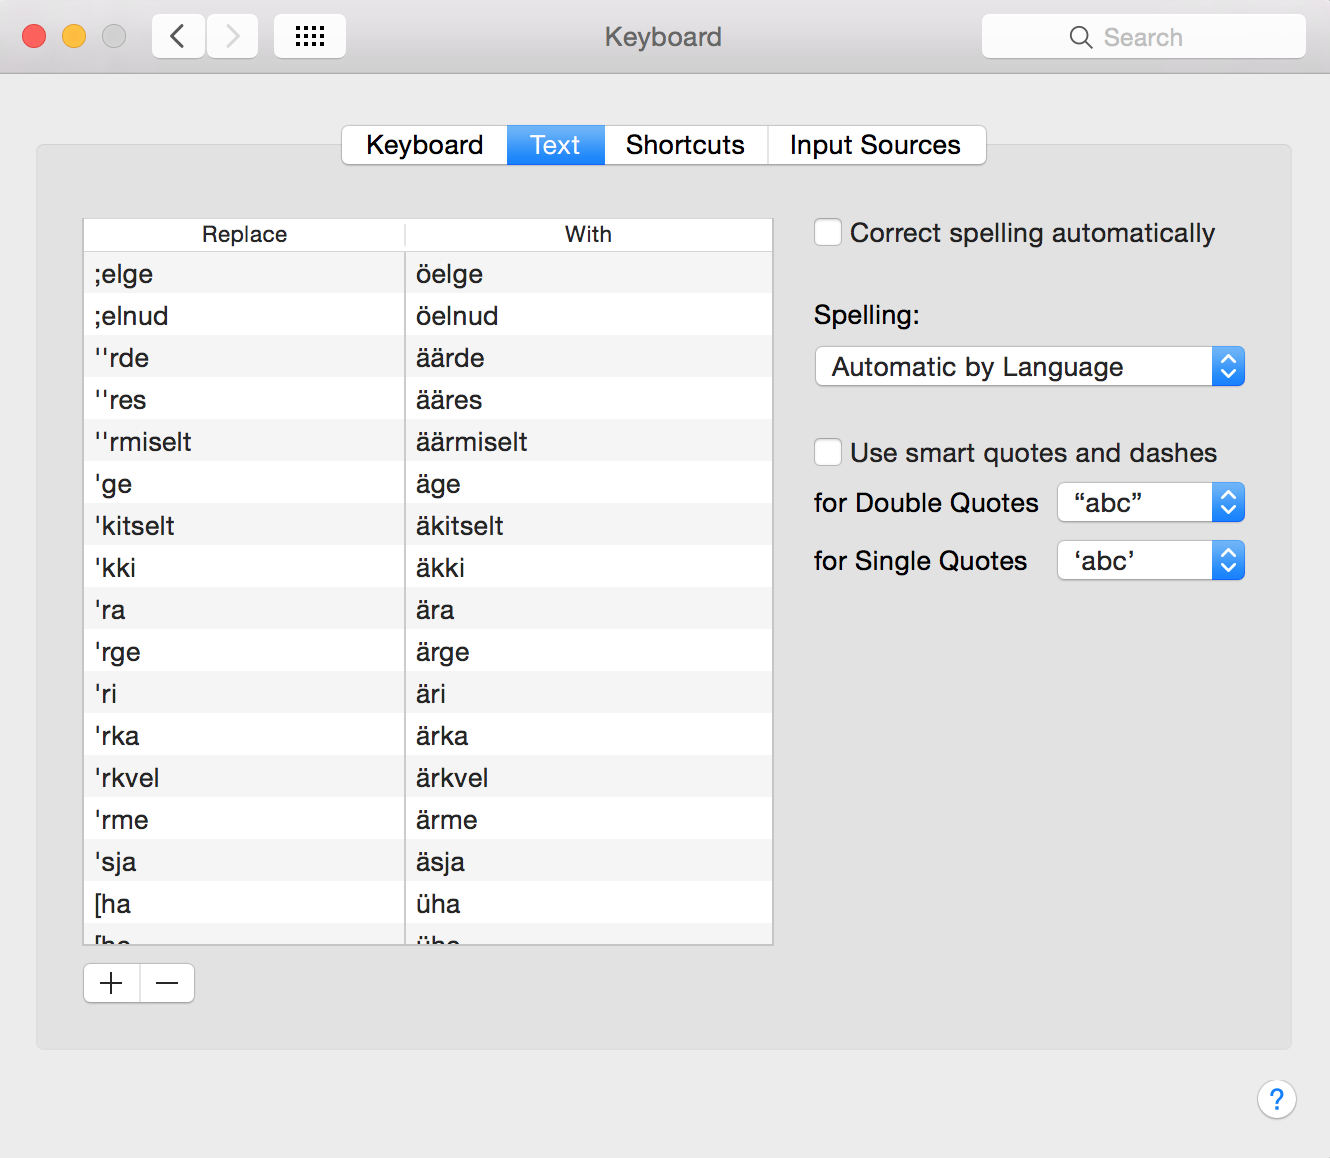 Keyboard
Search
Keyboard Text Shortcuts Input Sources
Replace With
;elge öelge
;elnud öelnud
''rde äärde
''res ääres
''rmiselt äärmiselt
'ge äge
'kitselt äkitselt
'kki äkki
'ra ära
'rge ärge
'ri äri
'rka ärka
'rkvel ärkvel
'rme ärme
'sja äsja
[ha üha
Correct spelling automatically
Spelling:
Automatic by Language
Use smart quotes and dashes
for Double Quotes “abc”
for Single Quotes ‘abc’
+ −
?